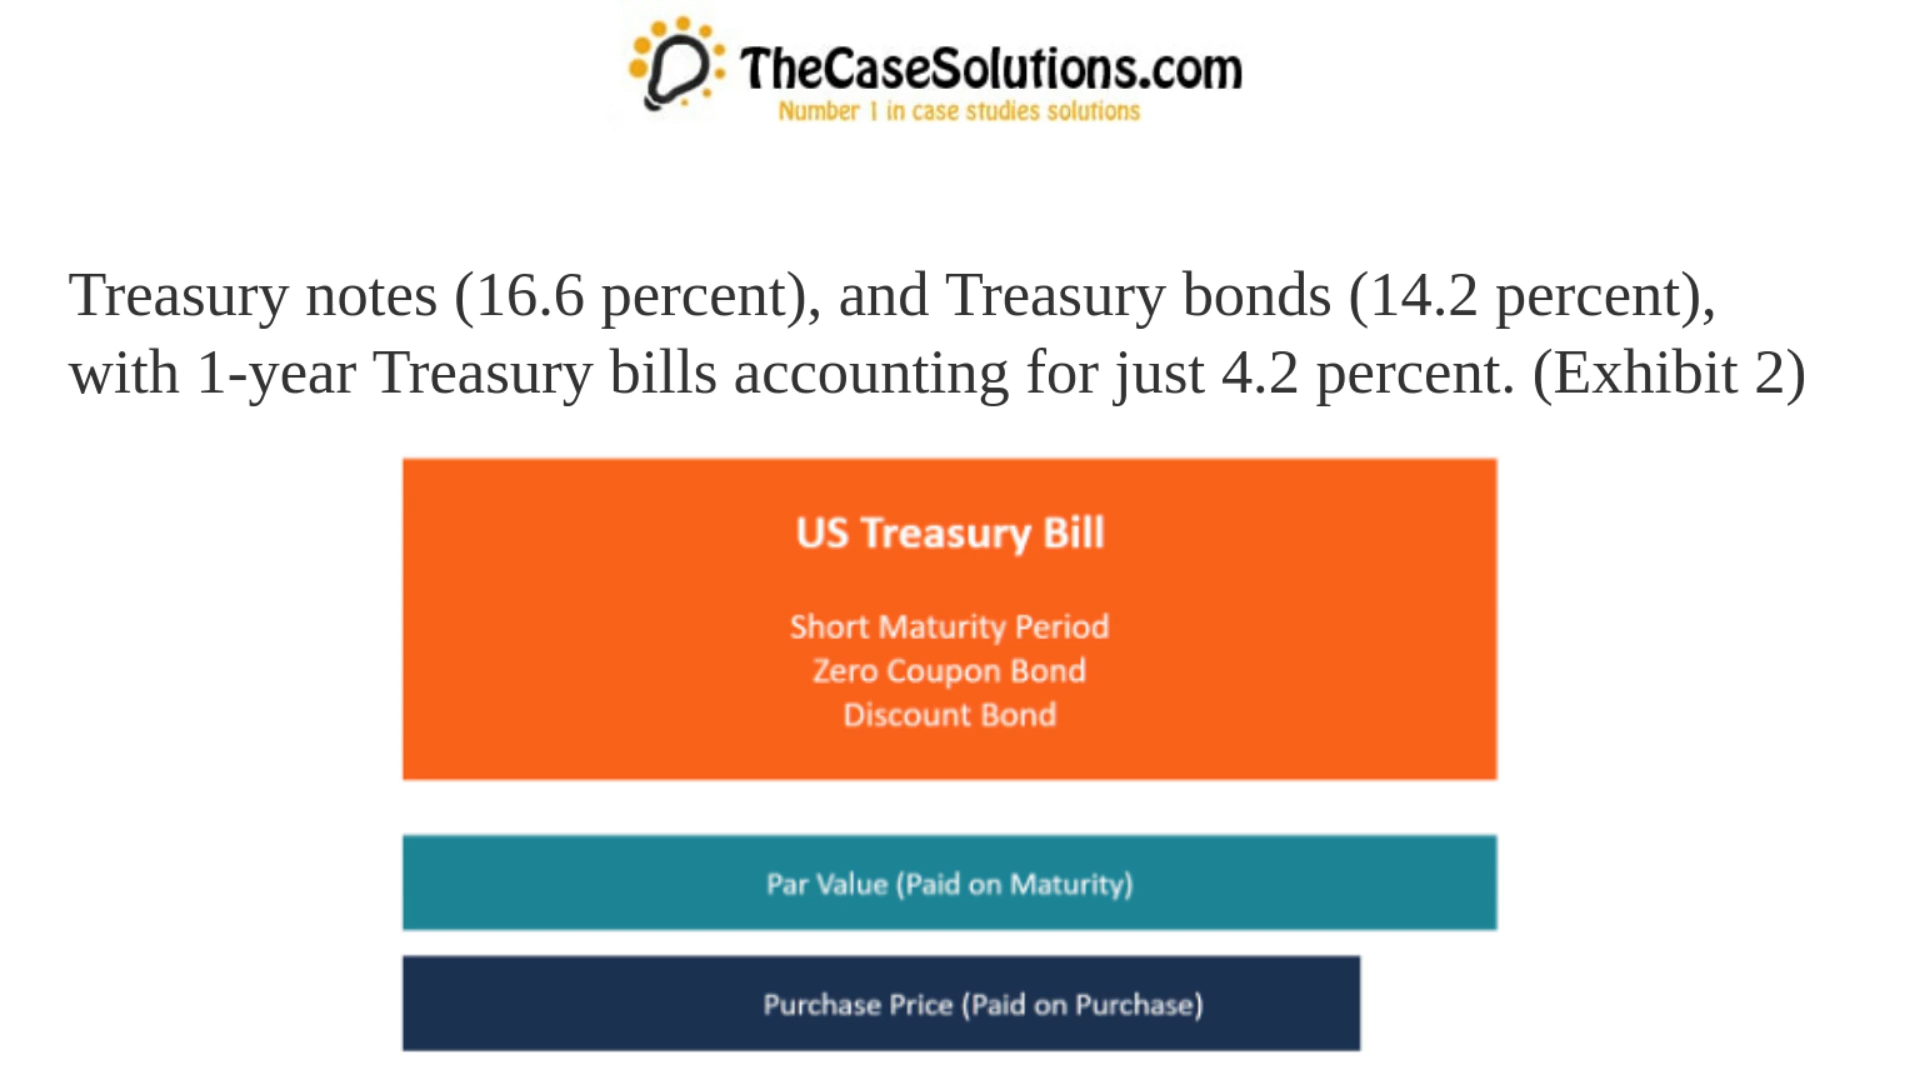 TheCaseSolutions.com
Number 1 in case studies solutions
Treasury notes (16.6 percent), and Treasury bonds (14.2 percent),
with 1-year Treasury bills accounting for just 4.2 percent. (Exhibit 2)
US Treasury Bill
Short Maturity Period
Zero Coupon Bond
Discount Bond
Par Value (Paid on Maturity)
Purchase Price (Paid on Purchase)